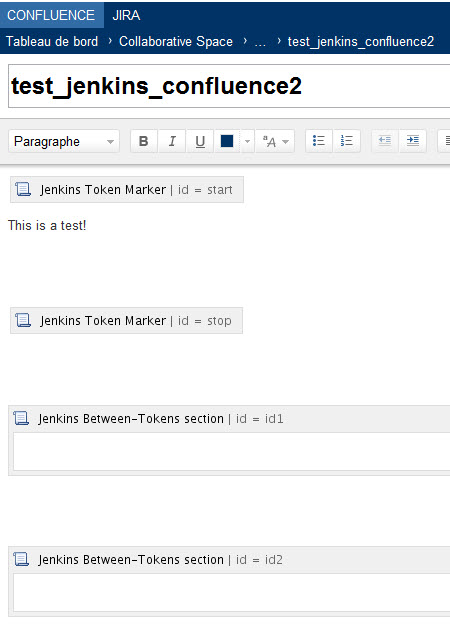 CONFLUENCE JIRA
Tableau de bord › Collaborative Space › ... › test_jenkins_confluence2
test_jenkins_confluence2
Paragraphe B I U A
Jenkins Token Marker | id = start
This is a test!
Jenkins Token Marker | id = stop
Jenkins Between-Tokens section | id = id1
Jenkins Between-Tokens section | id = id2